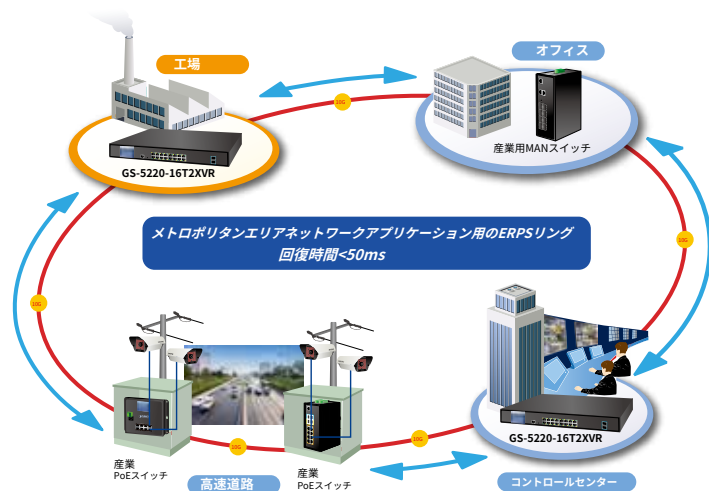 工場
オフィス
10G
産業用MANスイッチ
GS-5220-16T2XVR
メトロポリタンエリアネットワークアプリケーション用のERPSリング
回復時間<50ms
10G
10G
10G
10G
GS-5220-16T2XVR
産業
PoEスイッチ
高速道路
産業
PoEスイッチ
コントロールセンター